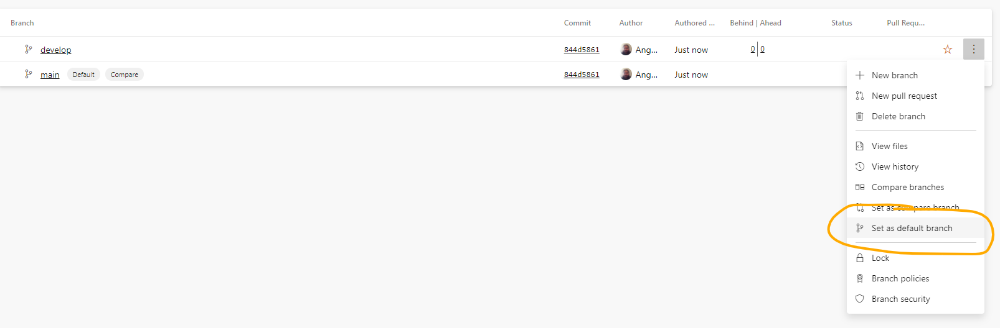 Branch Commit Author Authored ... Behind | Ahead Status Pull Requ...
develop 844d5861 Ang... Just now 0 | 0
main Default Compare 844d5861 Ang... Just now
New branch
New pull request
Delete branch
View files
View history
Compare branches
Set as compare branch
Set as default branch
Lock
Branch policies
Branch security